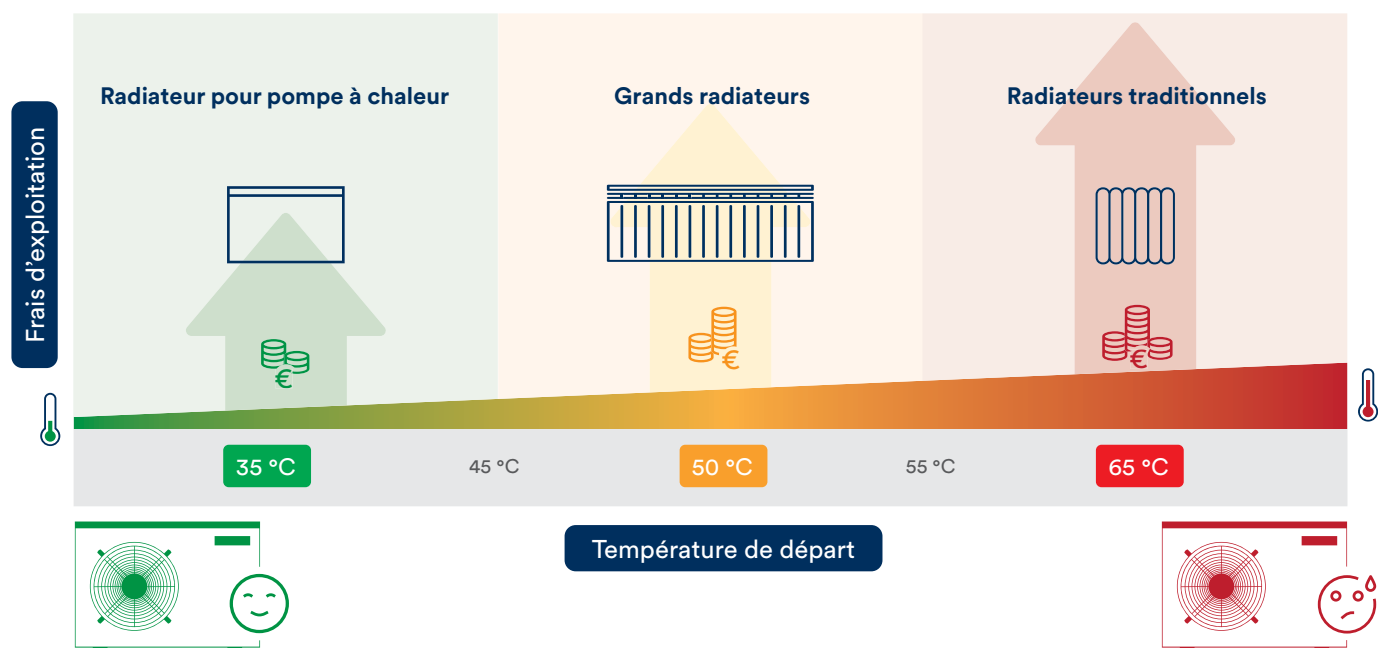 Radiateur pour pompe à chaleur
Grands radiateurs
Radiateurs traditionnels
Frais d'exploitation
€
€
€
35 °C
45 °C
50 °C
55 °C
65 °C
Température de départ